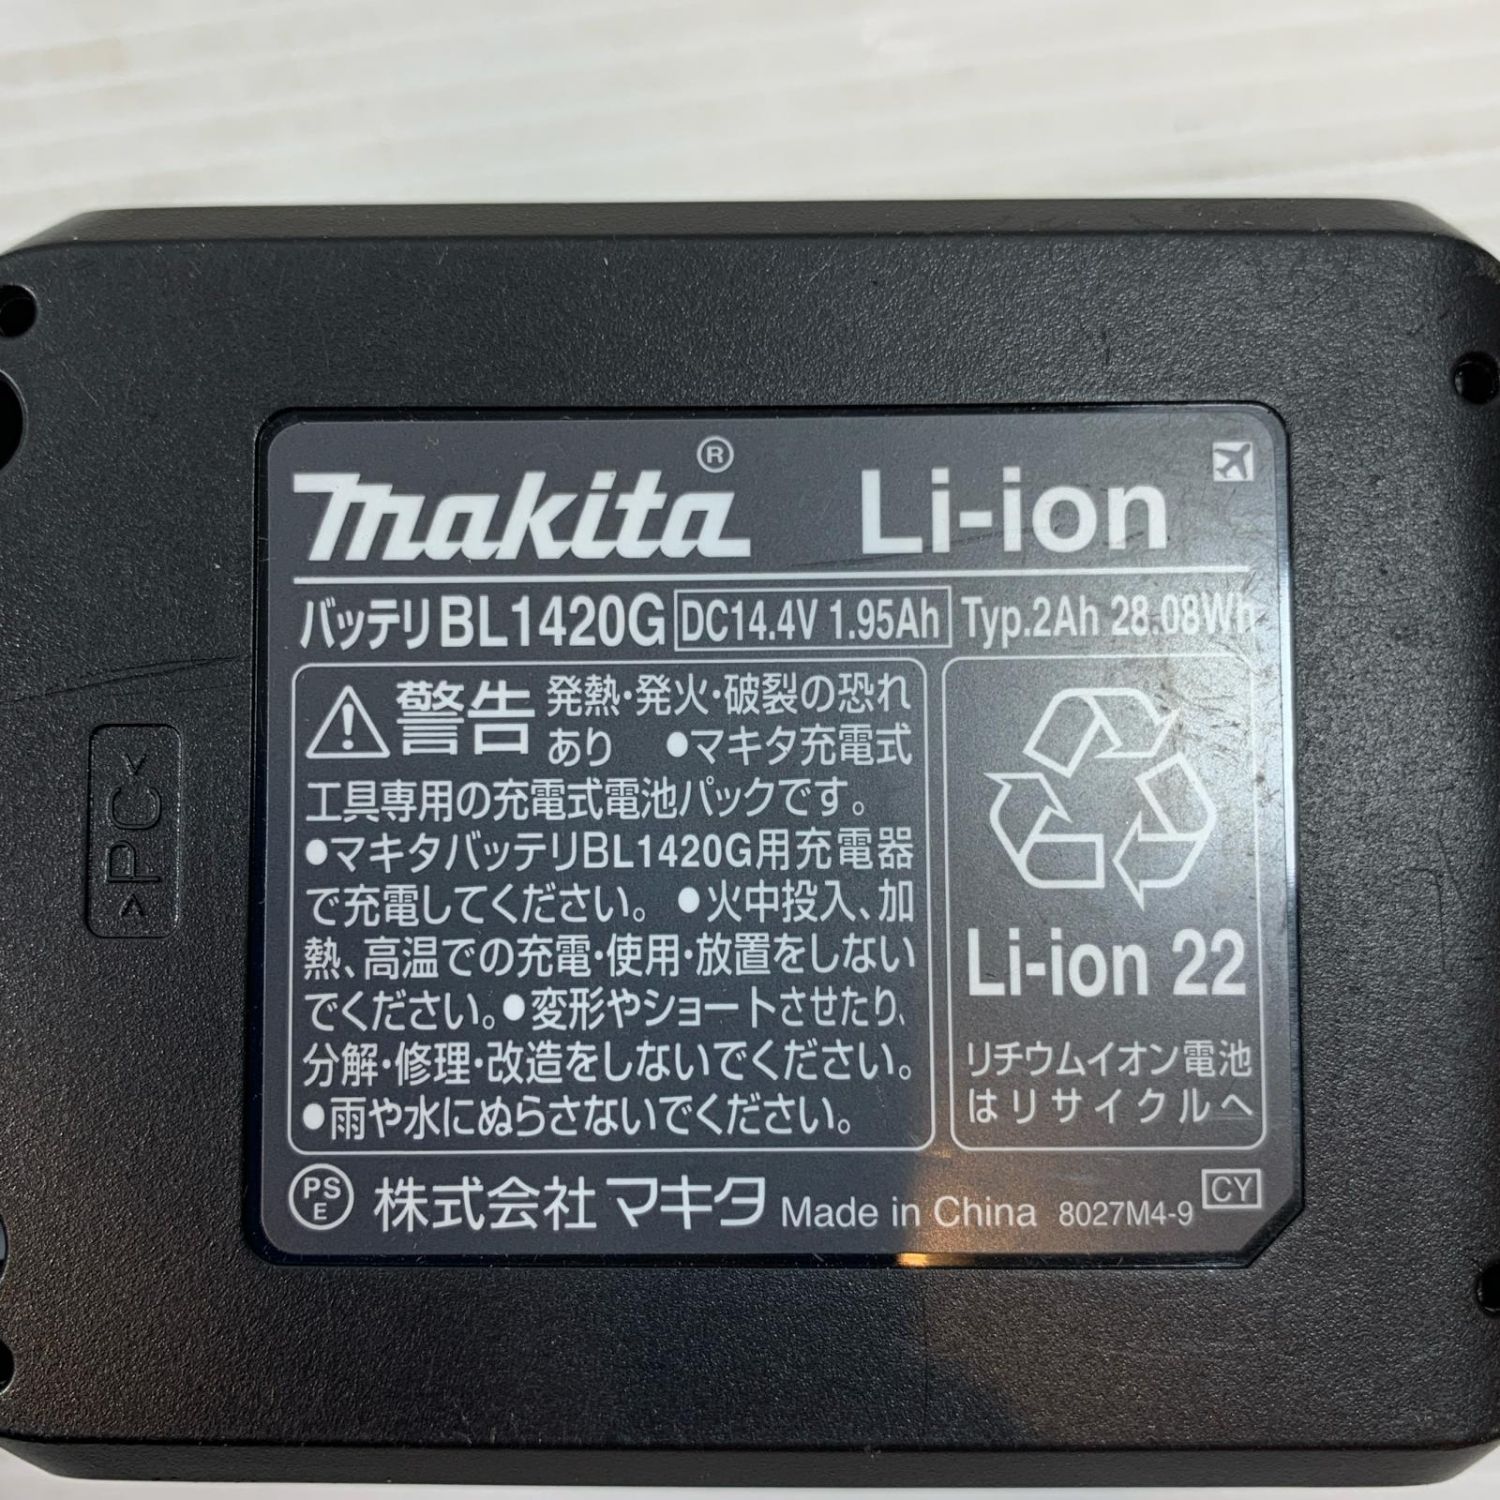 makita® Li-ion
バッテリBL1420G DC14.4V 1.95Ah Typ.2Ah 28.08Wh
警告 発熱・発火・破裂の恐れ
あり ●マキタ充電式
工具専用の充電式電池パックです。
●マキタバッテリBL1420G用充電器
で充電してください。 ●火中投入、加
熱、高温での充電・使用・放置をしない
でください。●変形やショートさせたり、
分解・修理・改造をしないでください。
●雨や水にぬらさないでください。
Li-ion 22
リチウムイオン電池
はリサイクルへ
PS
E
株式会社マキタ Made in China 8027M4-9 CY
>PC<